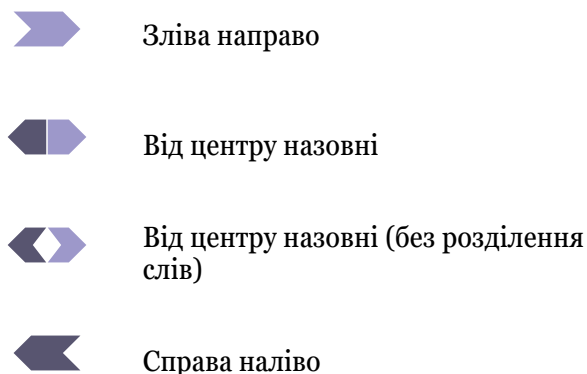 Зліва направо
Від центру назовні
Від центру назовні (без розділення
слів)
Справа наліво